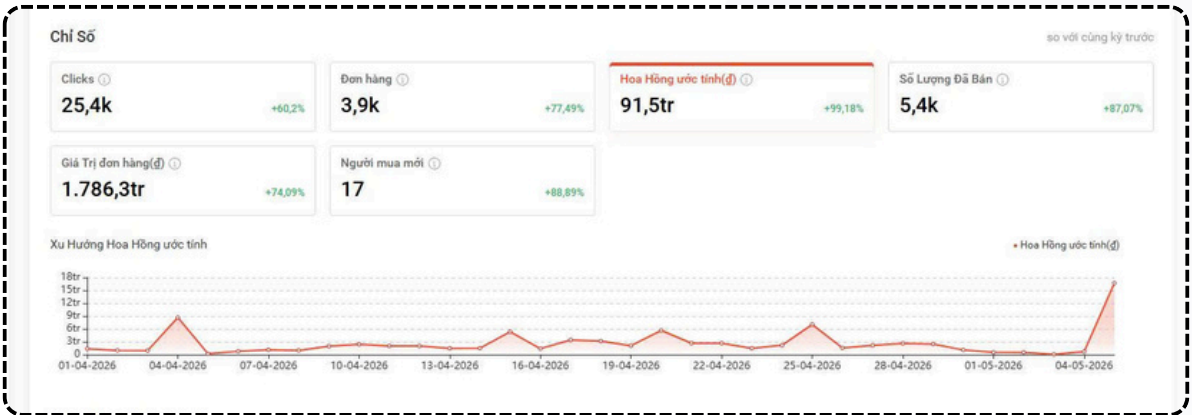 Chỉ Số
so với cùng kỳ trước
Clicks
25,4k
+60,2%
Đơn hàng
3,9k
+77,49%
Hoa Hồng ước tính(₫)
91,5tr
+99,18%
Số Lượng Đã Bán
5,4k
+87,07%
Giá Trị đơn hàng(₫)
1.786,3tr
+74,09%
Người mua mới
17
+88,89%
Xu Hướng Hoa Hồng ước tính
Hoa Hồng ước tính(₫)
18tr
15tr
12tr
9tr
6tr
3tr
0
01-04-2026
04-04-2026
07-04-2026
10-04-2026
13-04-2026
16-04-2026
19-04-2026
22-04-2026
25-04-2026
28-04-2026
01-05-2026
04-05-2026